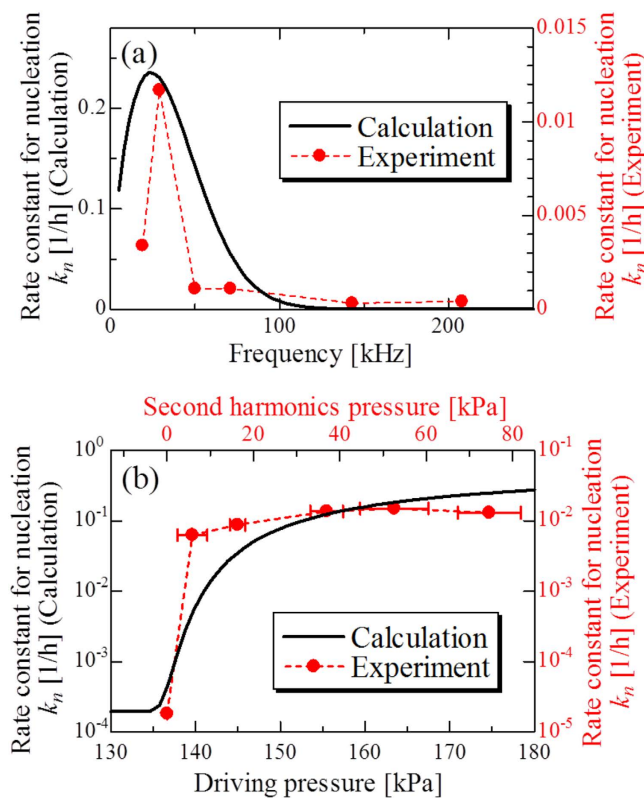 (a)
Rate constant for nucleation
kₙ [1/h] (Calculation)
0.2
0.1
0
0.015
0.01
0.005
0
Rate constant for nucleation
kₙ [1/h] (Experiment)
Calculation
Experiment
0 100 200
Frequency [kHz]
Second harmonics pressure [kPa]
0 20 40 60 80
(b)
Rate constant for nucleation
kₙ [1/h] (Calculation)
10⁰
10⁻¹
10⁻²
10⁻³
10⁻⁴
10⁻¹
10⁻²
10⁻³
10⁻⁴
10⁻⁵
Rate constant for nucleation
kₙ [1/h] (Experiment)
Calculation
Experiment
130 140 150 160 170 180
Driving pressure [kPa]